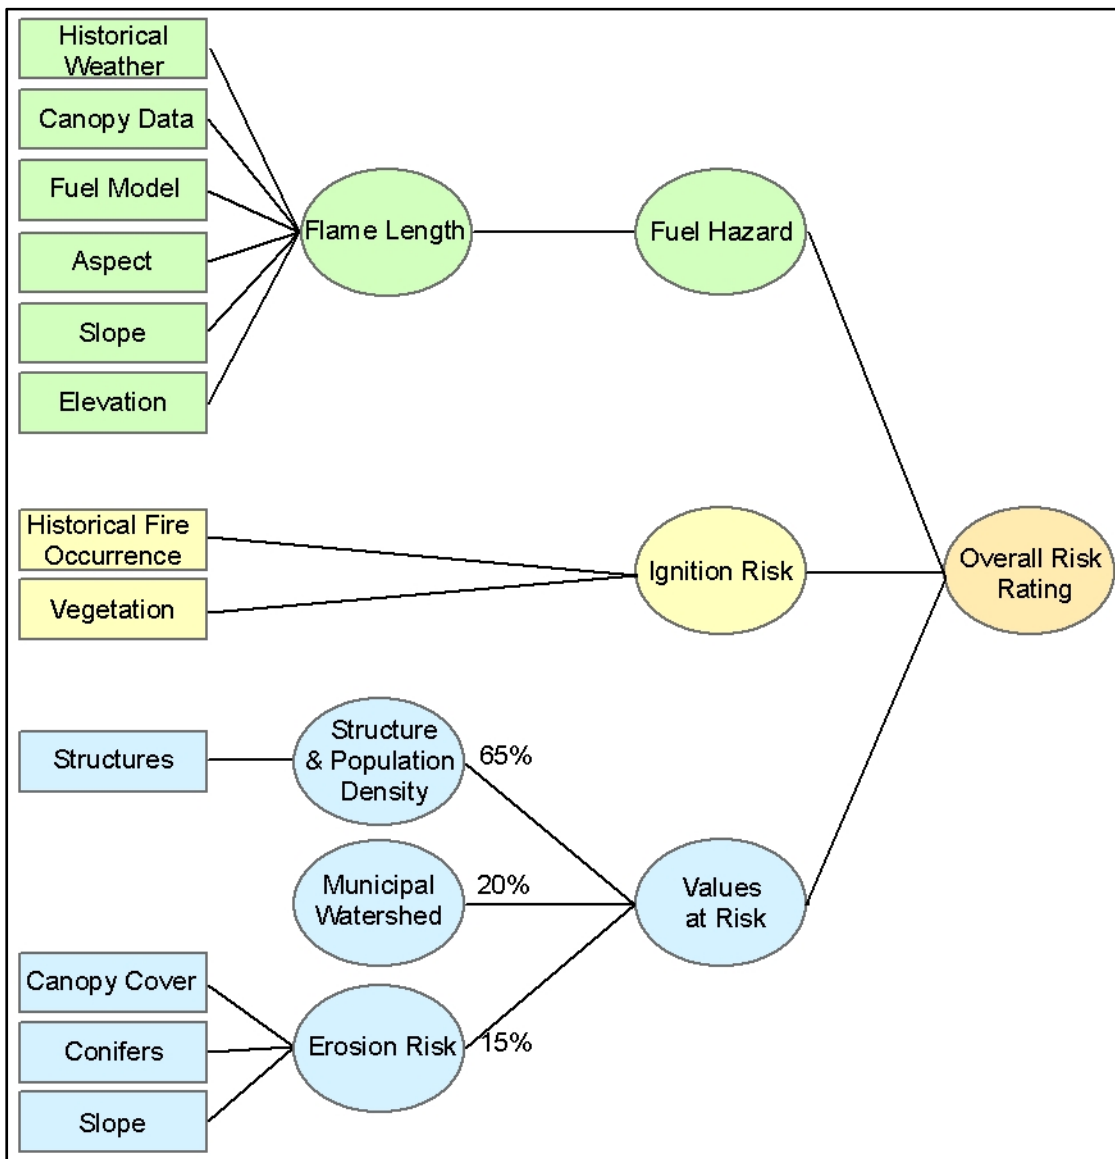 Historical
Weather
Canopy Data
Fuel Model
Aspect
Slope
Elevation
Flame Length
Fuel Hazard
Historical Fire
Occurrence
Vegetation
Ignition Risk
Overall Risk
Rating
Structures
Structure
& Population
Density
65%
Municipal
Watershed
20%
Values
at Risk
Canopy Cover
Conifers
Slope
Erosion Risk
15%